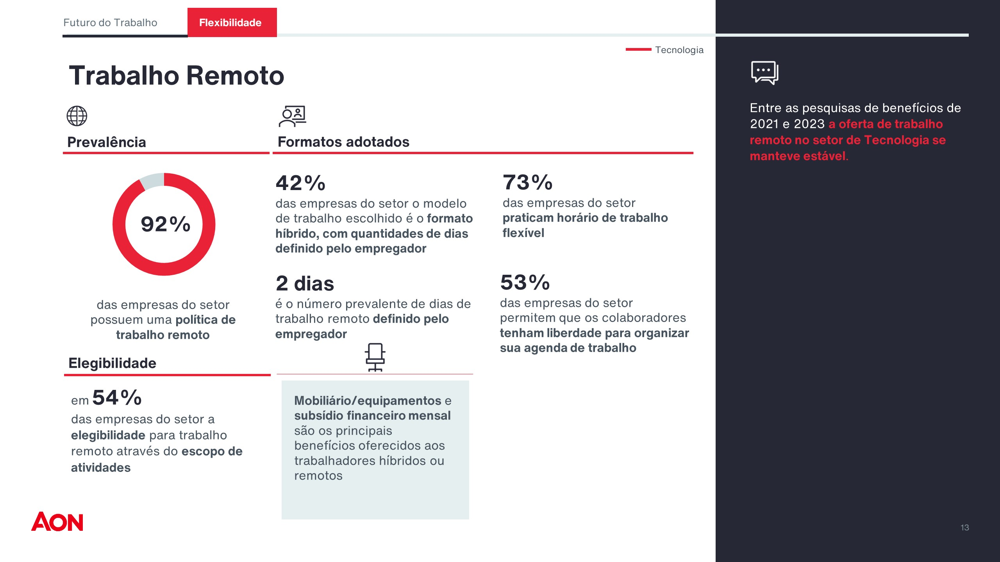 Futuro do Trabalho
Flexibilidade
Tecnologia
Trabalho Remoto
Prevalência
92%
das empresas do setor
possuem uma política de
trabalho remoto
Formatos adotados
42%
das empresas do setor o modelo
de trabalho escolhido é o formato
híbrido, com quantidades de dias
definido pelo empregador
73%
das empresas do setor
praticam horário de trabalho
flexível
2 dias
é o número prevalente de dias de
trabalho remoto definido pelo
empregador
53%
das empresas do setor
permitem que os colaboradores
tenham liberdade para organizar
sua agenda de trabalho
Elegibilidade
em 54%
das empresas do setor a
elegibilidade para trabalho
remoto através do escopo de
atividades
Mobiliário/equipamentos e
subsídio financeiro mensal
são os principais
benefícios oferecidos aos
trabalhadores híbridos ou
remotos
Entre as pesquisas de benefícios de
2021 e 2023 a oferta de trabalho
remoto no setor de Tecnologia se
manteve estável.
AON
13